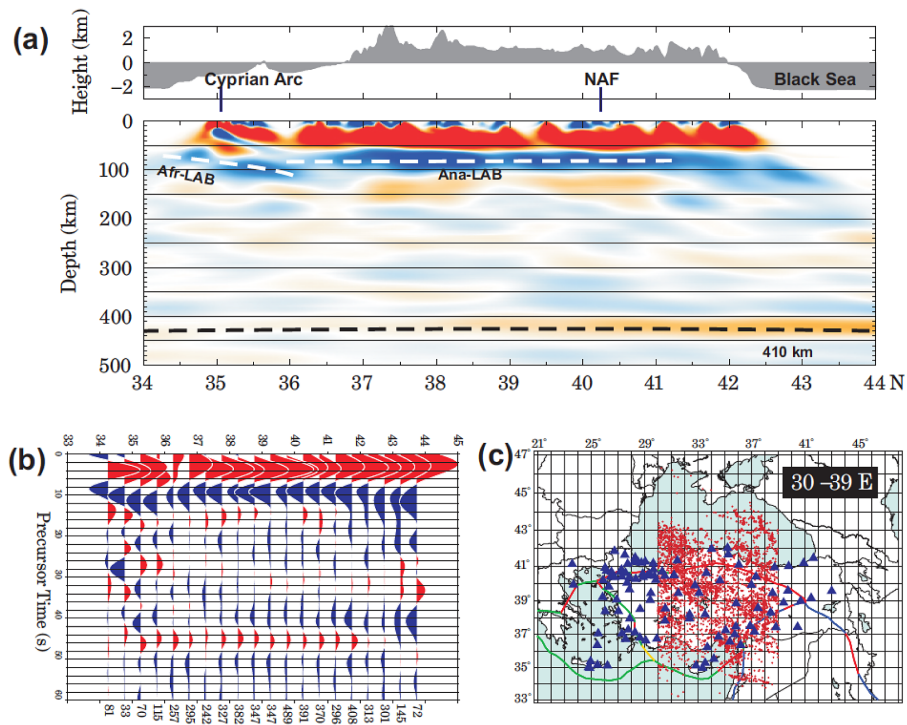 (a)
Height (km)
2
0
−2
Cyprian Arc
NAF
Black Sea
Depth (km)
0
100
200
300
400
500
Afr-LAB
Ana-LAB
410 km
34 35 36 37 38 39 40 41 42 43 44 N
(b)
33 34 35 36 37 38 39 40 41 42 43 44 45
Precursor Time (s)
0
10
20
30
40
50
60
81 33 70 115 257 295 242 327 382 347 347 489 391 370 296 408 313 301 145 72
(c)
21° 25° 29° 33° 37° 41° 45°
47°
45°
43°
41°
39°
37°
35°
33°
30 –39 E